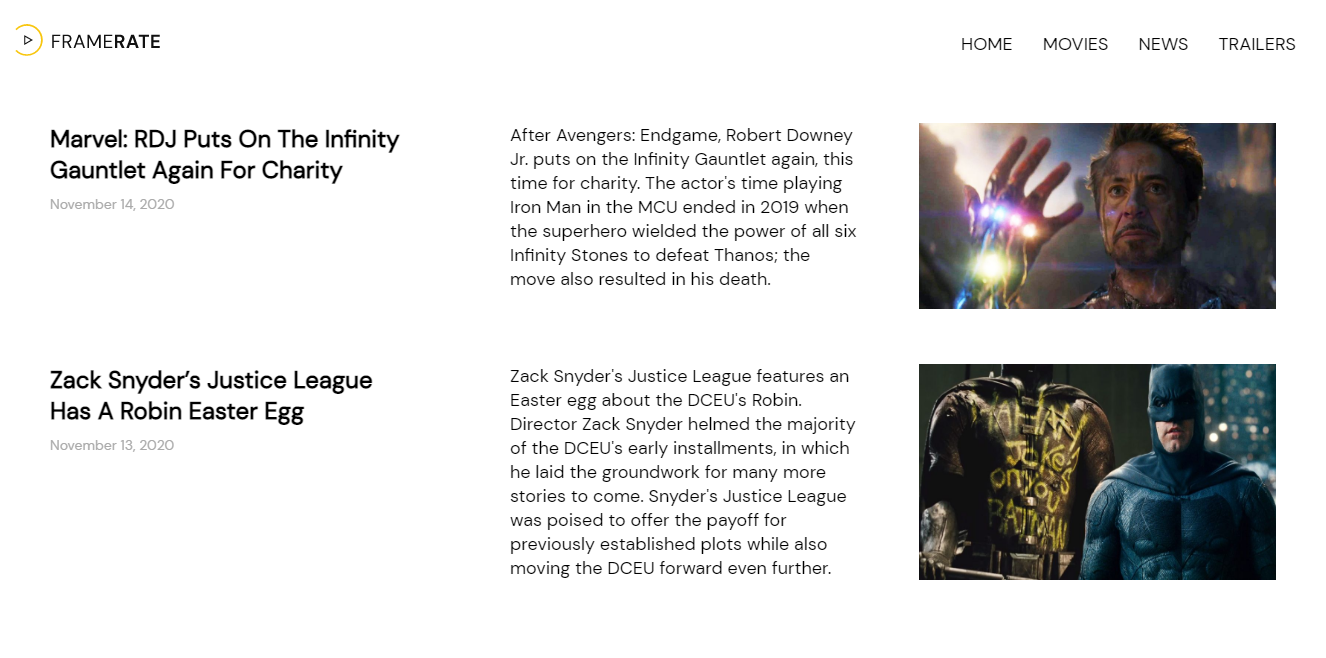 FRAMERATE
HOME MOVIES NEWS TRAILERS
Marvel: RDJ Puts On The Infinity
Gauntlet Again For Charity
November 14, 2020
After Avengers: Endgame, Robert Downey
Jr. puts on the Infinity Gauntlet again, this
time for charity. The actor's time playing
Iron Man in the MCU ended in 2019 when
the superhero wielded the power of all six
Infinity Stones to defeat Thanos; the
move also resulted in his death.
Zack Snyder’s Justice League
Has A Robin Easter Egg
November 13, 2020
Zack Snyder's Justice League features an
Easter egg about the DCEU's Robin.
Director Zack Snyder helmed the majority
of the DCEU's early installments, in which
he laid the groundwork for many more
stories to come. Snyder's Justice League
was poised to offer the payoff for
previously established plots while also
moving the DCEU forward even further.
JOKE
ON YOU
BATMAN